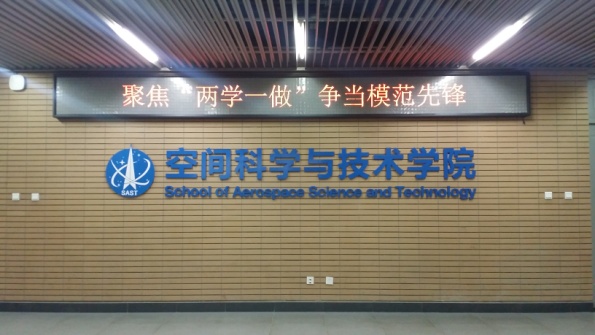 聚焦“两学一做”争当模范先锋
空间科学与技术学院
School of Aerospace Science and Technology
SAST